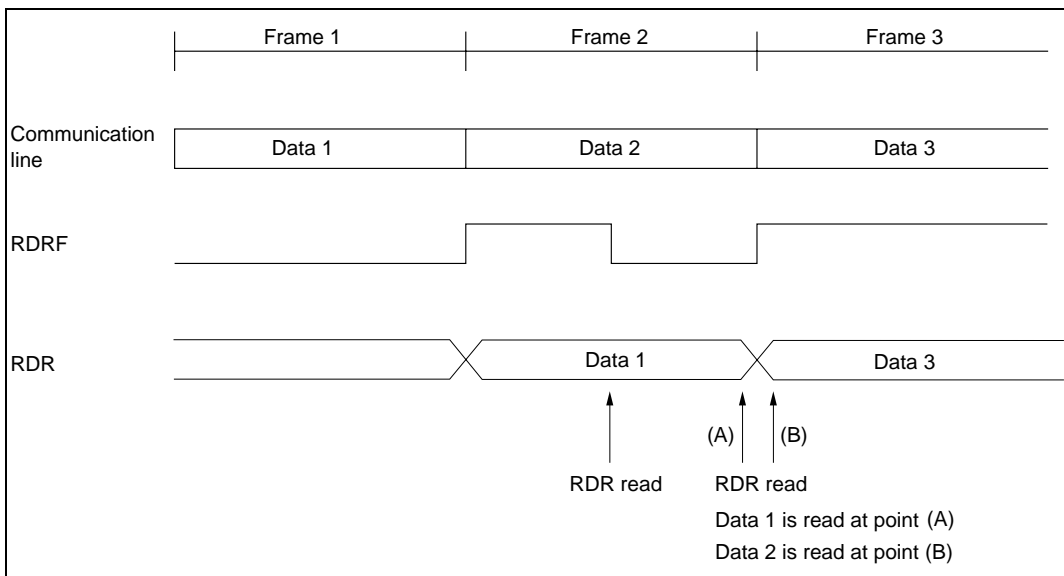 Frame 1 Frame 2 Frame 3
Communication
line
Data 1 Data 2 Data 3
RDRF
RDR
Data 1 Data 3
(A) (B)
RDR read RDR read
Data 1 is read at point (A)
Data 2 is read at point (B)